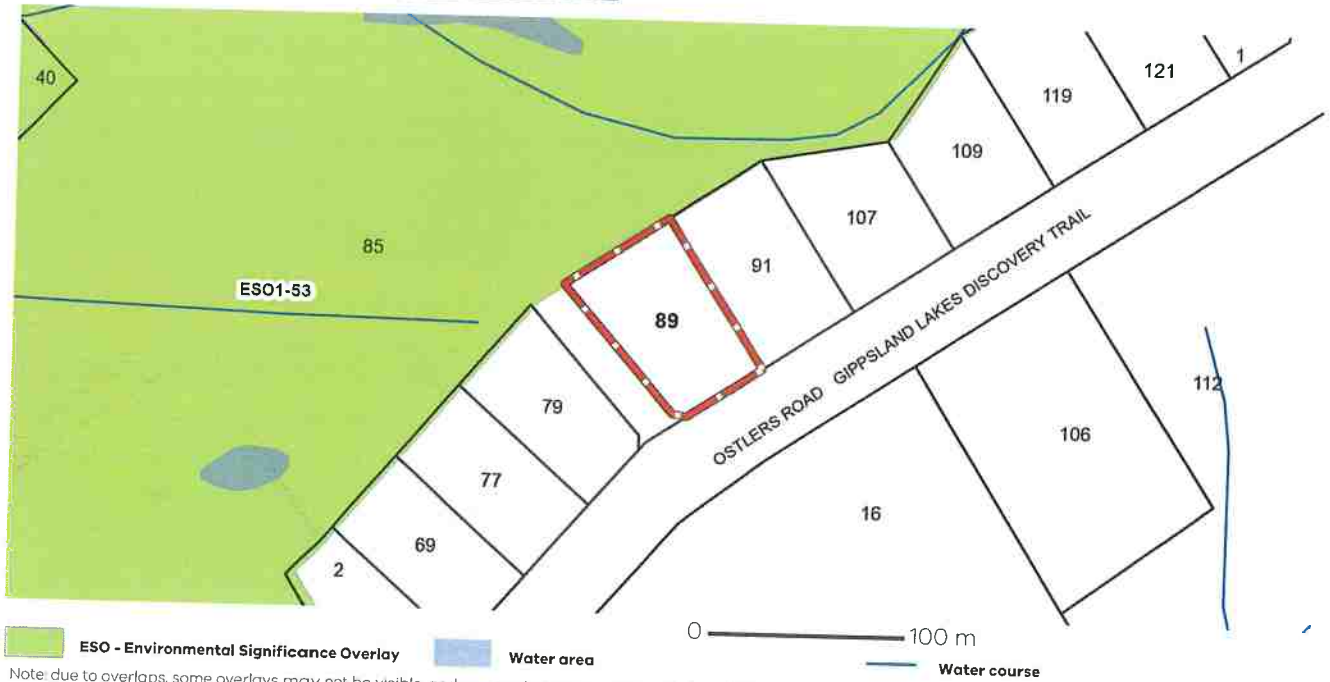 40
1
121
119
109
107
85
91
ESO1-53
89
OSTLERS ROAD GIPPSLAND LAKES DISCOVERY TRAIL
112
79
106
77
16
69
2
0 100 m
ESO - Environmental Significance Overlay
Water area
Water course
Note: due to overlaps, some overlays may not be visible